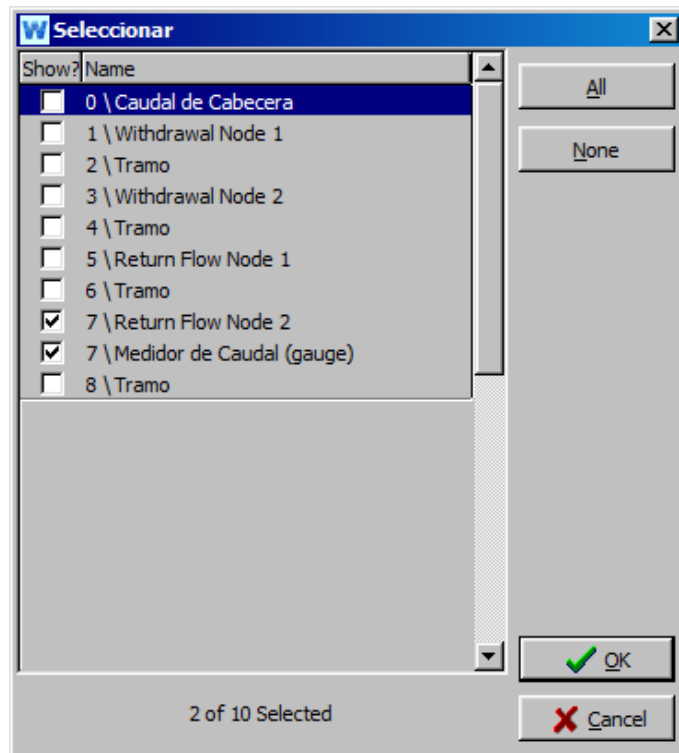 W Seleccionar
Show? Name
All
0 \ Caudal de Cabecera
1 \ Withdrawal Node 1
None
2 \ Tramo
3 \ Withdrawal Node 2
4 \ Tramo
5 \ Return Flow Node 1
6 \ Tramo
7 \ Return Flow Node 2
7 \ Medidor de Caudal (gauge)
8 \ Tramo
OK
2 of 10 Selected
Cancel